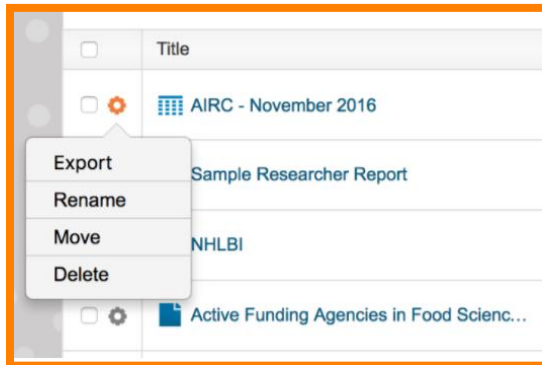 Title
AIRC - November 2016
Export
Sample Researcher Report
Rename
Move
NHLBI
Delete
Active Funding Agencies in Food Scienc...